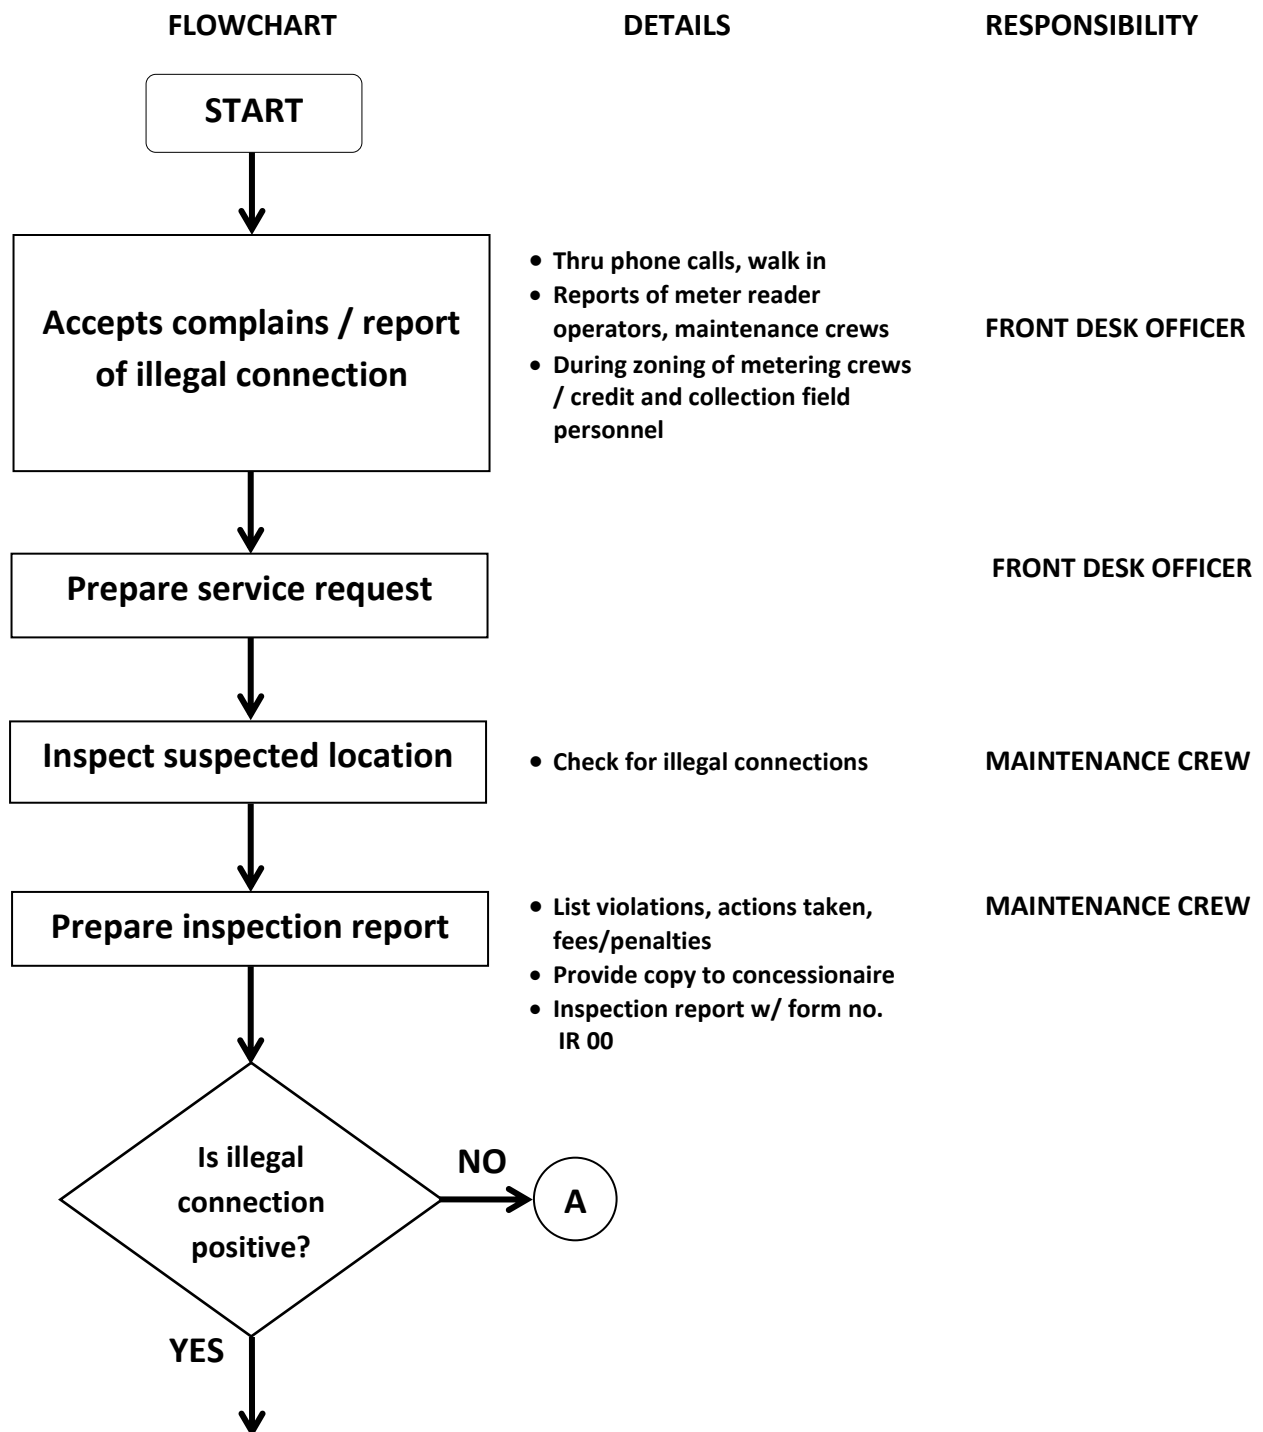 FLOWCHART DETAILS RESPONSIBILITY
START
Accepts complains / report
of illegal connection
• Thru phone calls, walk in
• Reports of meter reader
operators, maintenance crews
• During zoning of metering crews
/ credit and collection field
personnel
FRONT DESK OFFICER
Prepare service request
FRONT DESK OFFICER
Inspect suspected location
• Check for illegal connections
MAINTENANCE CREW
Prepare inspection report
• List violations, actions taken,
fees/penalties
• Provide copy to concessionaire
• Inspection report w/ form no.
IR 00
MAINTENANCE CREW
Is illegal
connection
positive?
NO
A
YES